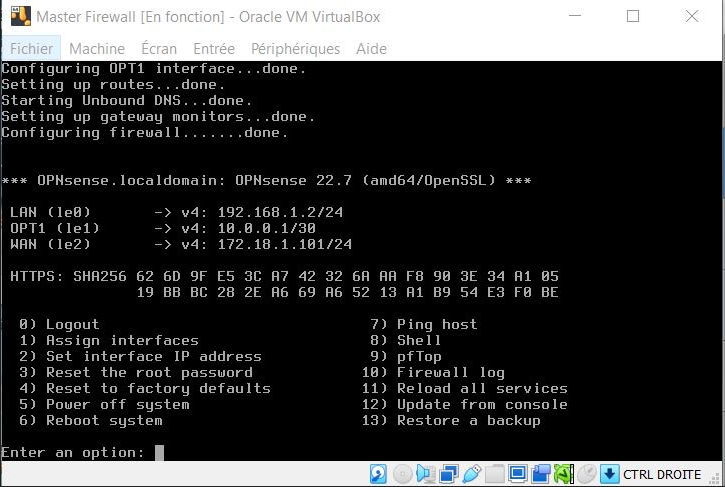 Master Firewall [En fonction] - Oracle VM VirtualBox
Fichier Machine Écran Entrée Périphériques Aide
Configuring OPT1 interface...done.
Setting up routes...done.
Starting Unbound DNS...done.
Setting up gateway monitors...done.
Configuring firewall.......done.
*** OPNsense.localdomain: OPNsense 22.7 (amd64/OpenSSL) ***
LAN (le0) -> v4: 192.168.1.2/24
OPT1 (le1) -> v4: 10.0.0.1/30
WAN (le2) -> v4: 172.18.1.101/24
HTTPS: SHA256 62 6D 9F E5 3C A7 42 32 6A AA F8 90 3E 34 A1 05
19 BB BC 28 2E A6 69 A6 52 13 A1 B9 54 E3 F0 BE
0) Logout 7) Ping host
1) Assign interfaces 8) Shell
2) Set interface IP address 9) pfTop
3) Reset the root password 10) Firewall log
4) Reset to factory defaults 11) Reload all services
5) Power off system 12) Update from console
6) Reboot system 13) Restore a backup
Enter an option:
CTRL DROITE